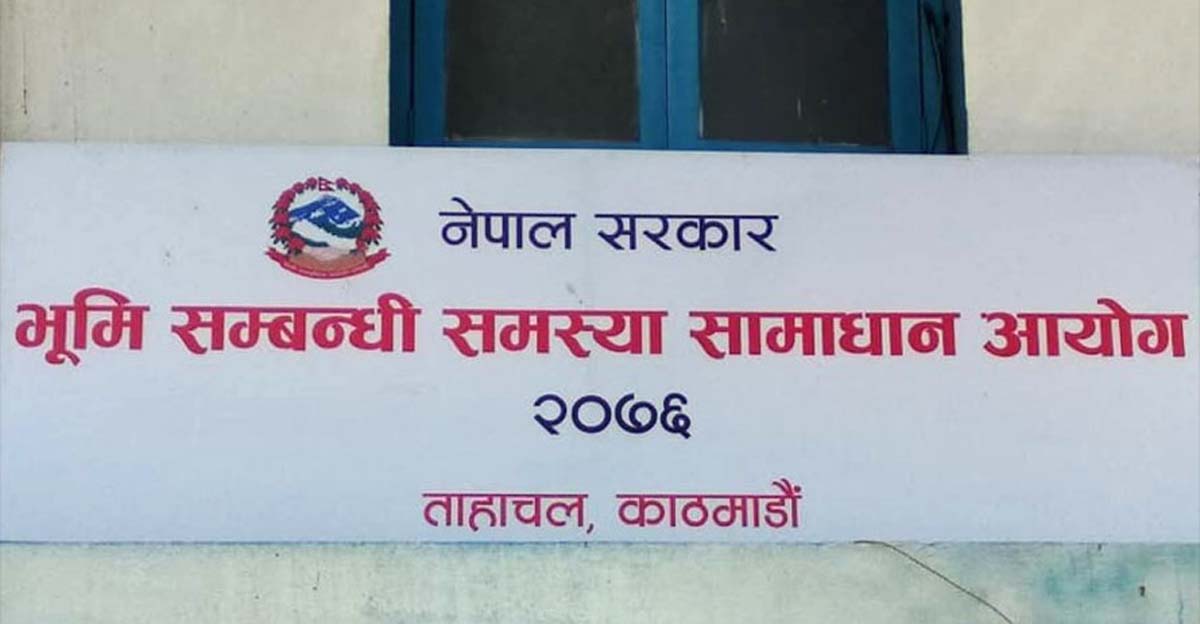 नेपाल सरकार
भूमि सम्बन्धी समस्या सामाधान आयोग
२०७६
ताहाचल, काठमाडौं